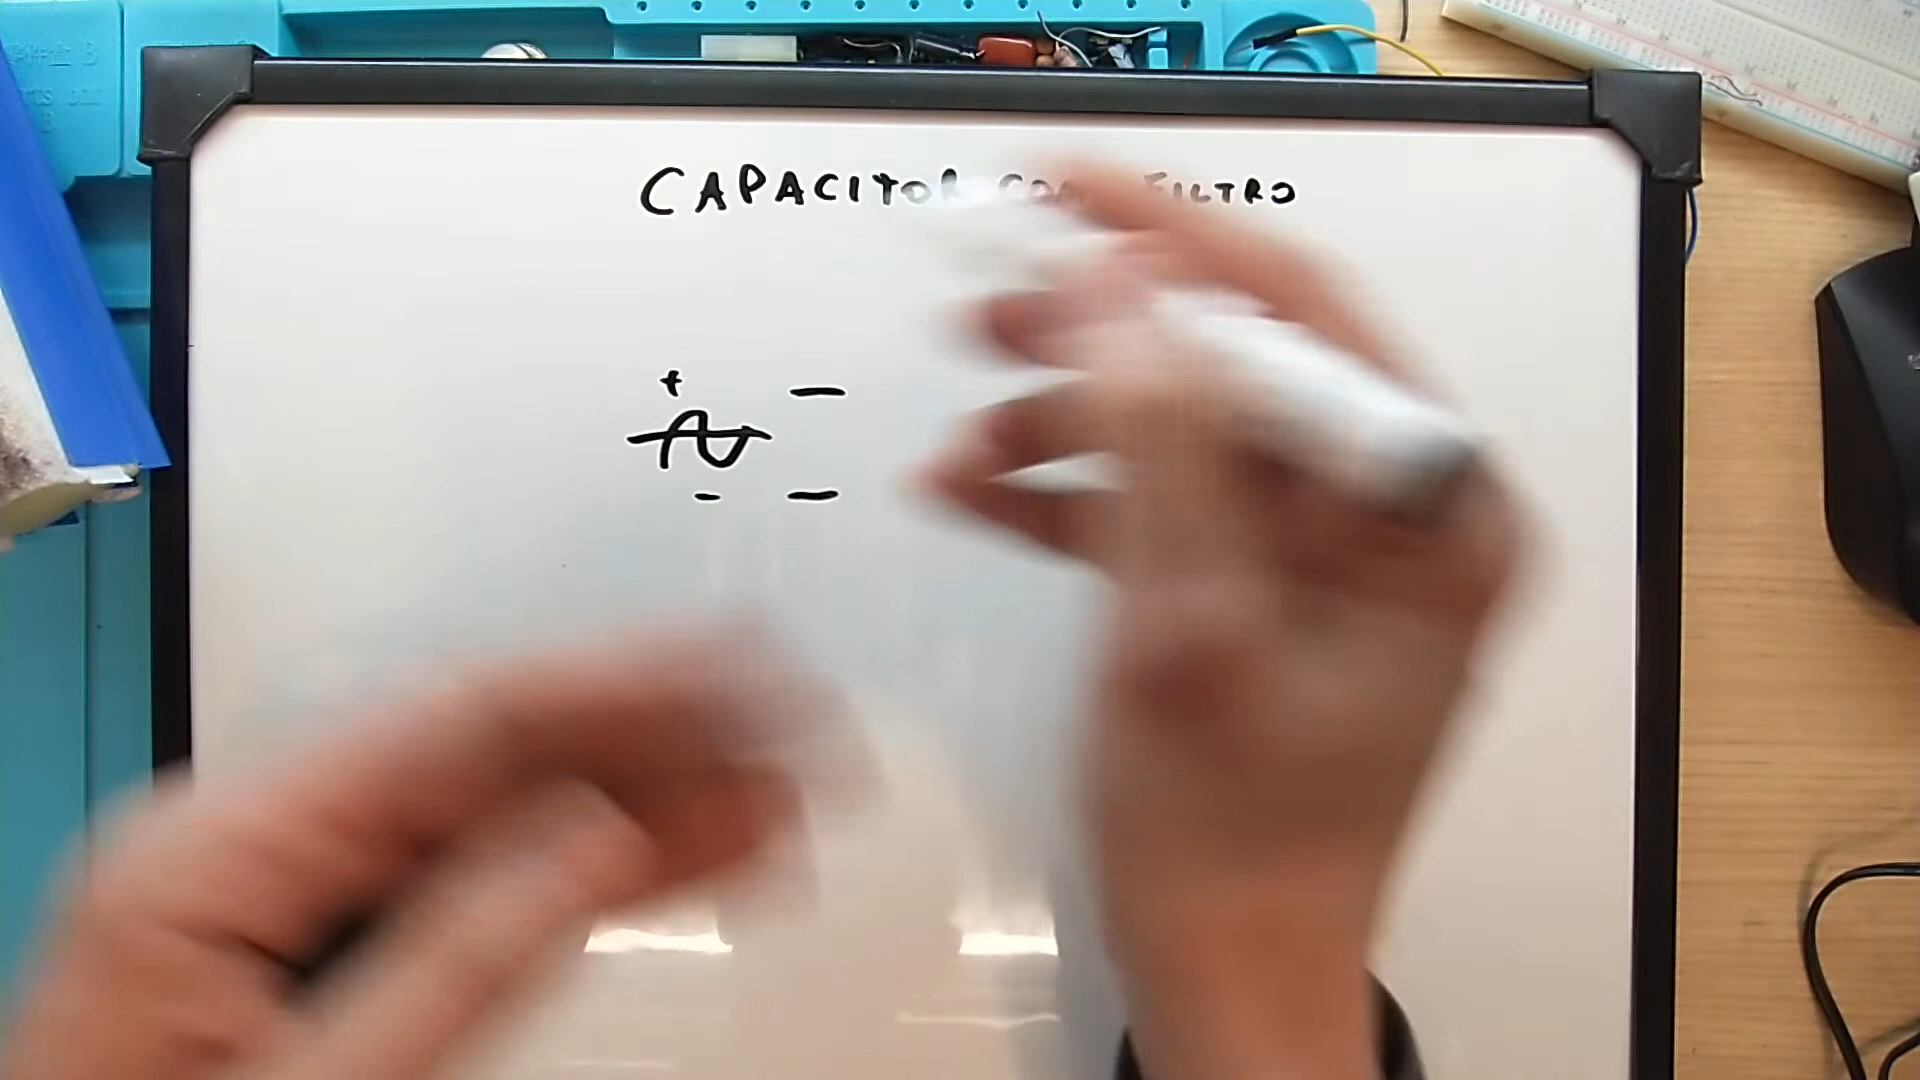 CAPACITOR FILTRO
+ —
- —